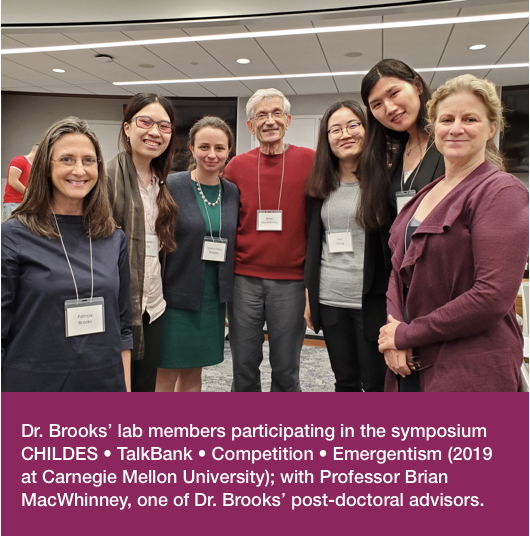 Patricia
Brooks
Brian
Dr. Brooks’ lab members participating in the symposium
CHILDES • TalkBank • Competition • Emergentism (2019
at Carnegie Mellon University); with Professor Brian
MacWhinney, one of Dr. Brooks’ post-doctoral advisors.